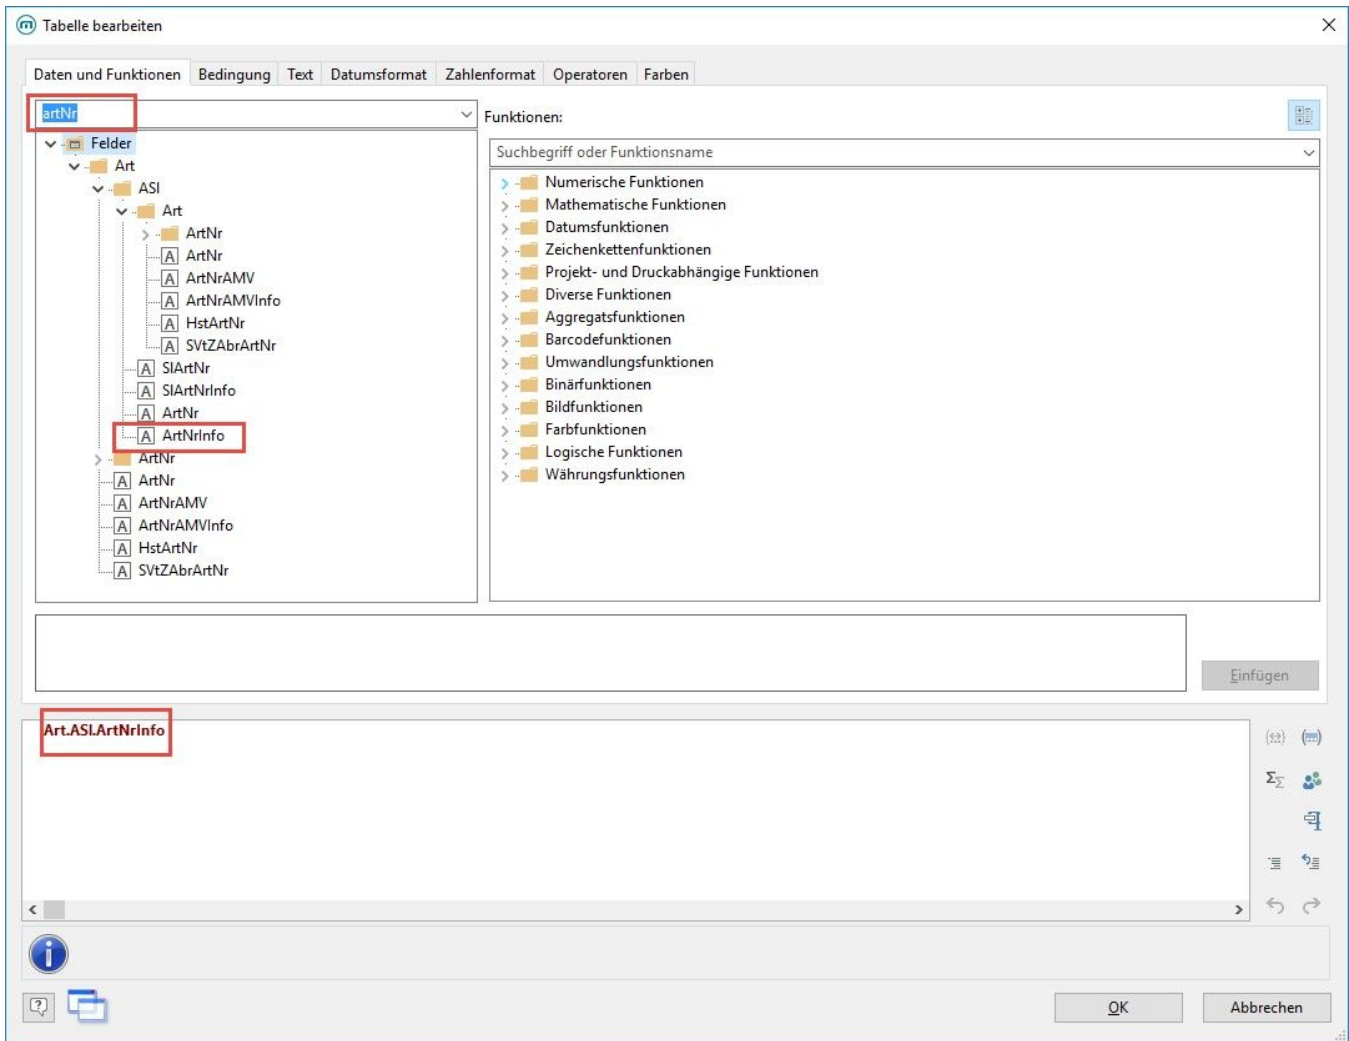 Tabelle bearbeiten
Daten und Funktionen Bedingung Text Datumsformat Zahlenformat Operatoren Farben
artNr
Felder
Art
ASI
Art
ArtNr
ArtNr
ArtNrAMV
ArtNrAMVInfo
HstArtNr
SVtZAbrArtNr
SlArtNr
SlArtNrInfo
ArtNr
ArtNrInfo
ArtNr
ArtNr
ArtNrAMV
ArtNrAMVInfo
HstArtNr
SVtZAbrArtNr
Funktionen:
Suchbegriff oder Funktionsname
Numerische Funktionen
Mathematische Funktionen
Datumsfunktionen
Zeichenkettenfunktionen
Projekt- und Druckabhängige Funktionen
Diverse Funktionen
Aggregatsfunktionen
Barcodefunktionen
Umwandlungsfunktionen
Binärfunktionen
Bildfunktionen
Farbfunktionen
Logische Funktionen
Währungsfunktionen
Einfügen
Art.ASI.ArtNrInfo
OK Abbrechen